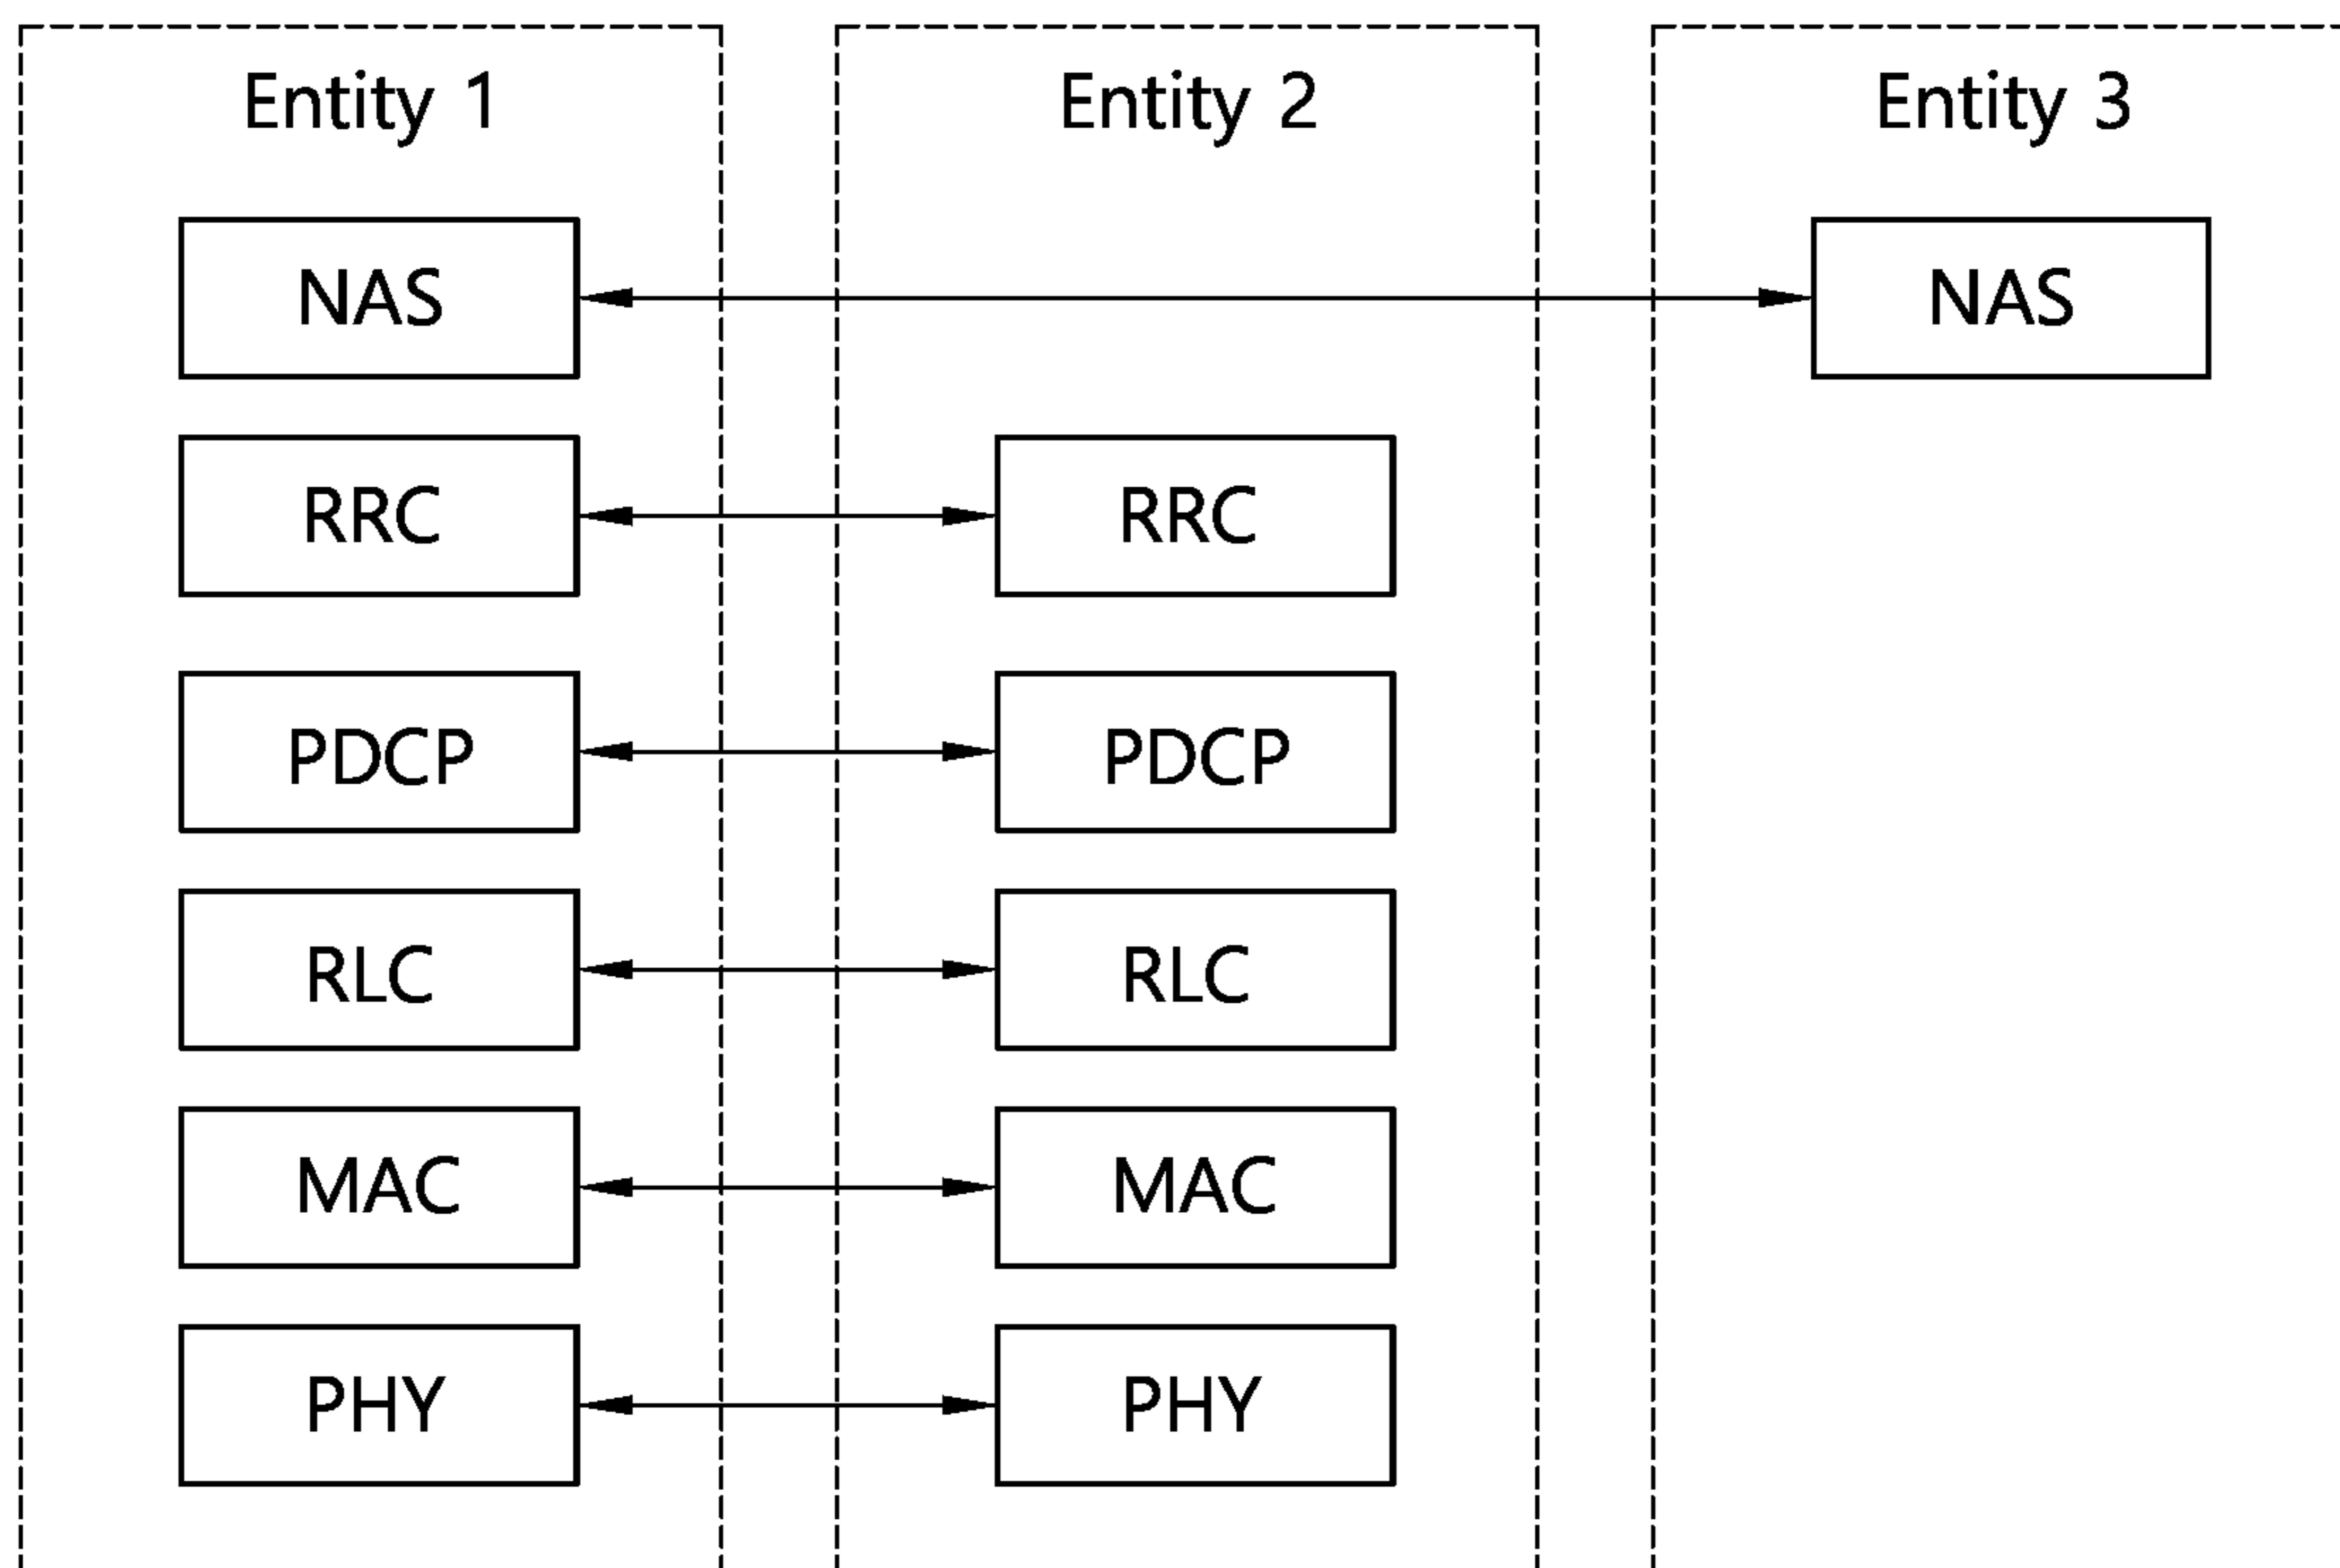 Entity 1 Entity 2 Entity 3
NAS NAS
RRC RRC
PDCP PDCP
RLC RLC
MAC MAC
PHY PHY